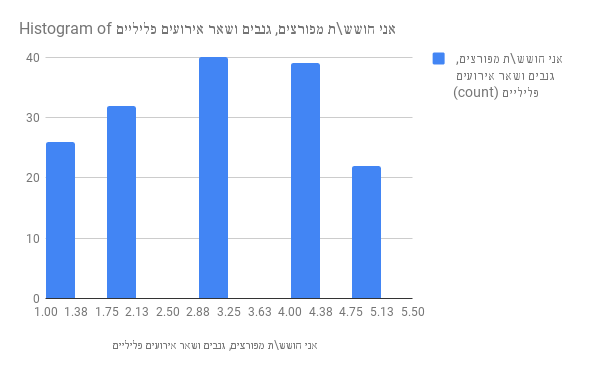 Histogram of אני חושש\ת מפורצים, גנבים ושאר אירועים פליליים
אני חוששת\ת מפורצים,
גנבים ושאר אירועים
פליליים (count)
40
30
20
10
0
1.00 1.38 1.75 2.13 2.50 2.88 3.25 3.63 4.00 4.38 4.75 5.13 5.50
אני חוששת\ת מפורצים, גנבים ושאר אירועים פליליים